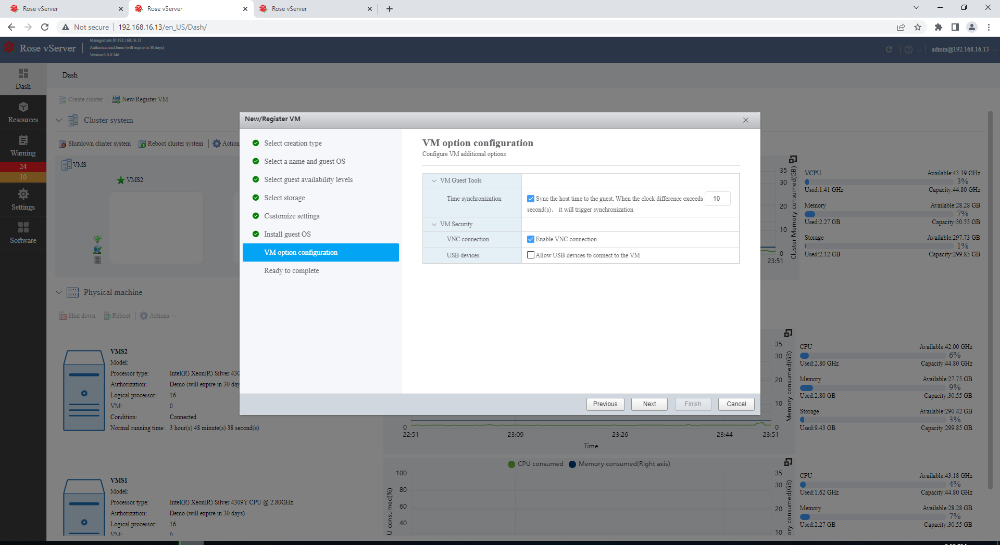 Rose vServer
Rose vServer
Rose vServer
Not secure
192.168.16.13/en_US/Dash/
Rose vServer
Management IP:192.168.16.13
Authorization:Demo (will expire in 30 days)
Version:3.0.0.346
admin@192.168.16.13
Dash
Resources
Warning
24
10
Settings
Software
Dash
Create cluster
New/Register VM
Cluster system
Shutdown cluster system
Reboot cluster system
Action
VMS
VMS2
35
30
20
10
0
23:51
Cluster Memory consumed(GB)
VCPU
Available:43.39 GHz
3%
Used:1.41 GHz
Capacity:44.80 GHz
Memory
Available:28.28 GB
7%
Used:2.27 GB
Capacity:30.55 GB
Storage
Available:297.73 GB
1%
Used:2.12 GB
Capacity:299.85 GB
New/Register VM
Select creation type
Select a name and guest OS
Select guest availability levels
Select storage
Customize settings
Install guest OS
VM option configuration
Ready to complete
VM option configuration
Configure VM additional options
VM Guest Tools
Time synchronization
Sync the host time to the guest. When the clock difference exceeds 10
second(s), it will trigger synchronization
VM Security
VNC connection
Enable VNC connection
USB devices
Allow USB devices to connect to the VM
Previous
Next
Finish
Cancel
Physical machine
Shut down
Reboot
Actions
VMS2
Model:
Processor type: Intel(R) Xeon(R) Silver 430
Authorization: Demo (will expire in 30 day
Logical processor: 16
VM: 0
Condition: Connected
Normal running time: 3 hour(s) 48 minute(s) 38 second(s)
0
22:51
23:09
23:26
23:44
23:51
Time
35
30
20
10
0
Memory consumed(GB)
CPU
Available:42.00 GHz
6%
Used:2.80 GHz
Capacity:44.80 GHz
Memory
Available:27.75 GB
9%
Used:2.80 GB
Capacity:30.55 GB
Storage
Available:290.42 GB
3%
Used:9.43 GB
Capacity:299.85 GB
VMS1
Model:
Processor type: Intel(R) Xeon(R) Silver 4309Y CPU @ 2.80GHz
Authorization: Demo (will expire in 30 days)
Logical processor: 16
VM: 0
CPU consumed
Memory consumed(Right axis)
100
80
60
40
U consumed(%)
35
30
20
10
ory consumed(GB)
CPU
Available:43.18 GHz
4%
Used:1.62 GHz
Capacity:44.80 GHz
Memory
Available:28.28 GB
7%
Used:2.27 GB
Capacity:30.55 GB